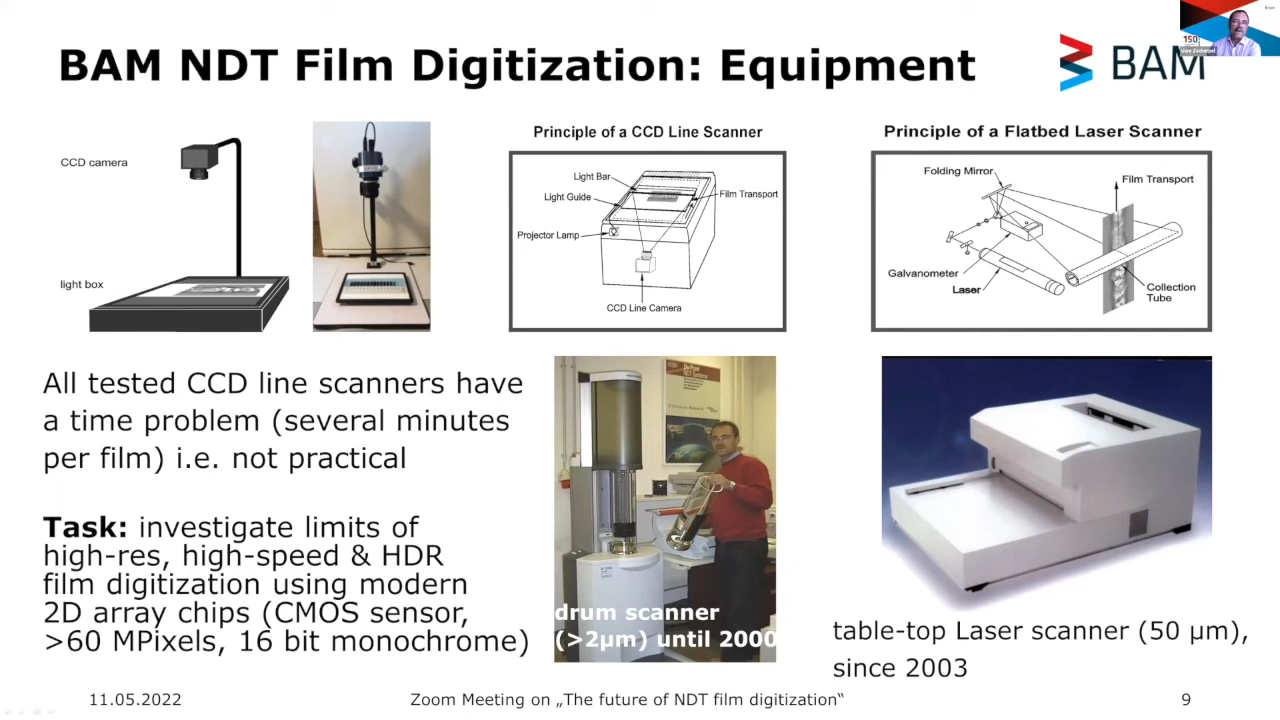 BAM NDT Film Digitization: Equipment
150
Uwe Zscherpel
BAM
CCD camera
light box
Principle of a CCD Line Scanner
Light Bar
Light Guide
Film Transport
Projector Lamp
CCD Line Camera
Principle of a Flatbed Laser Scanner
Folding Mirror
Film Transport
Galvanometer
Laser
Collection
Tube
All tested CCD line scanners have
a time problem (several minutes
per film) i.e. not practical
Task: investigate limits of
high-res, high-speed & HDR
film digitization using modern
2D array chips (CMOS sensor,
>60 MPixels, 16 bit monochrome)
drum scanner
(>2µm) until 2000
table-top Laser scanner (50 µm),
since 2003
11.05.2022
Zoom Meeting on „The future of NDT film digitization“
9